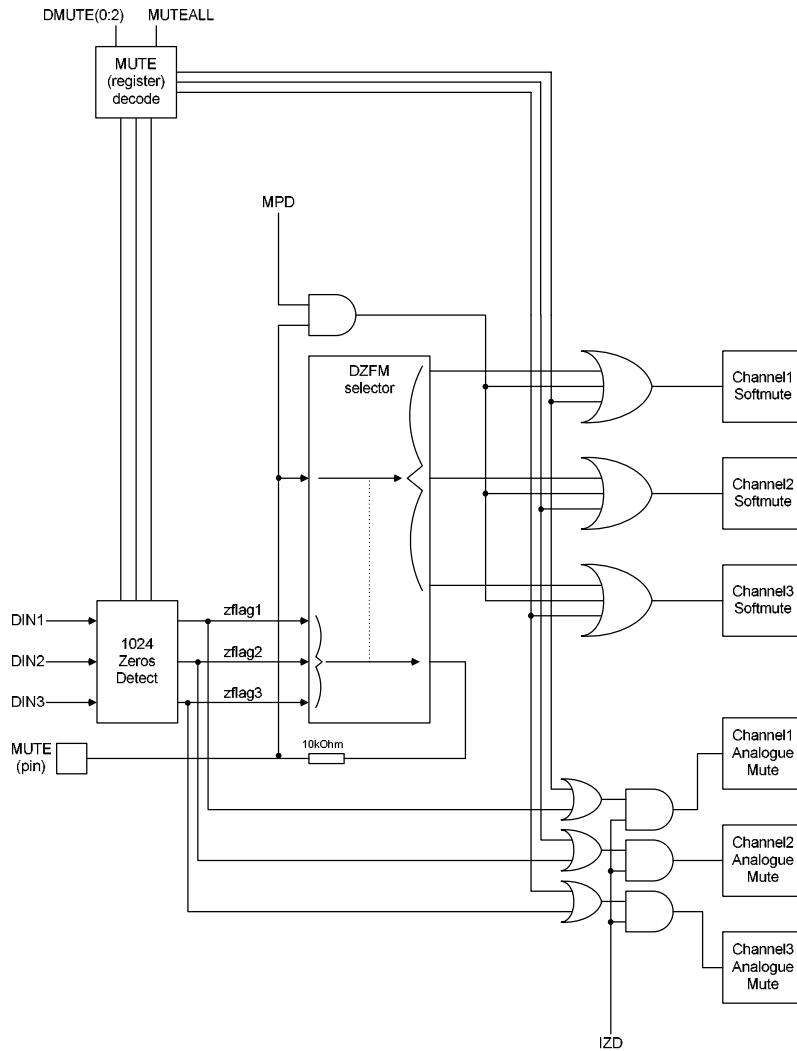 DMUTE(0:2)
MUTEALL
MUTE
(register)
decode
MPD
DZFM
selector
Channel1
Softmute
Channel2
Softmute
Channel3
Softmute
DIN1
DIN2
DIN3
1024
Zeros
Detect
zflag1
zflag2
zflag3
MUTE
(pin)
10kOhm
Channel1
Analogue
Mute
Channel2
Analogue
Mute
Channel3
Analogue
Mute
IZD